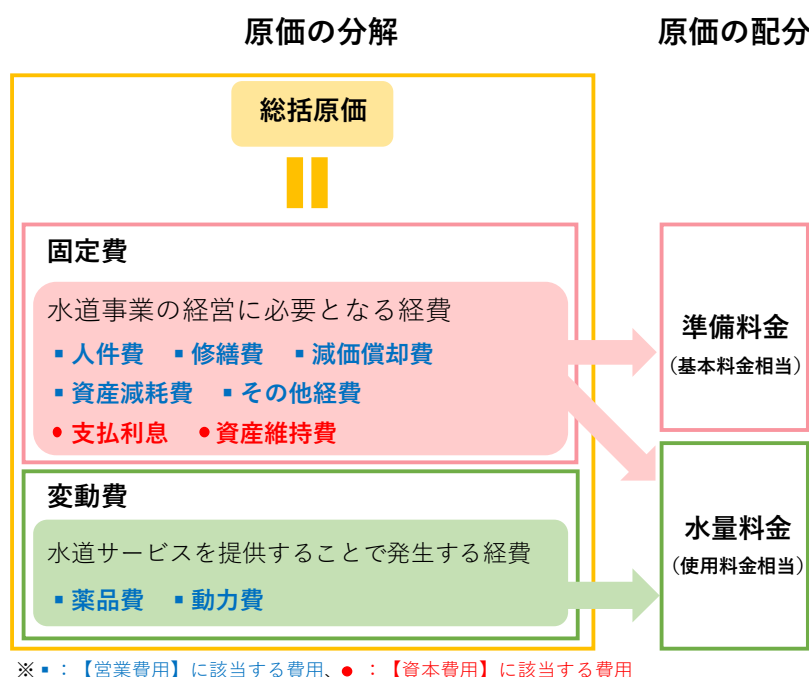 原価の分解
原価の配分
総括原価
固定費
水道事業の経営に必要となる経費
▪人件費 ▪修繕費 ▪減価償却費
▪資産減耗費 ▪その他経費
●支払利息 ●資産維持費
変動費
水道サービスを提供することで発生する経費
▪薬品費 ▪動力費
準備料金
(基本料金相当)
水量料金
(使用料金相当)
※▪:【営業費用】に該当する費用、● :【資本費用】に該当する費用